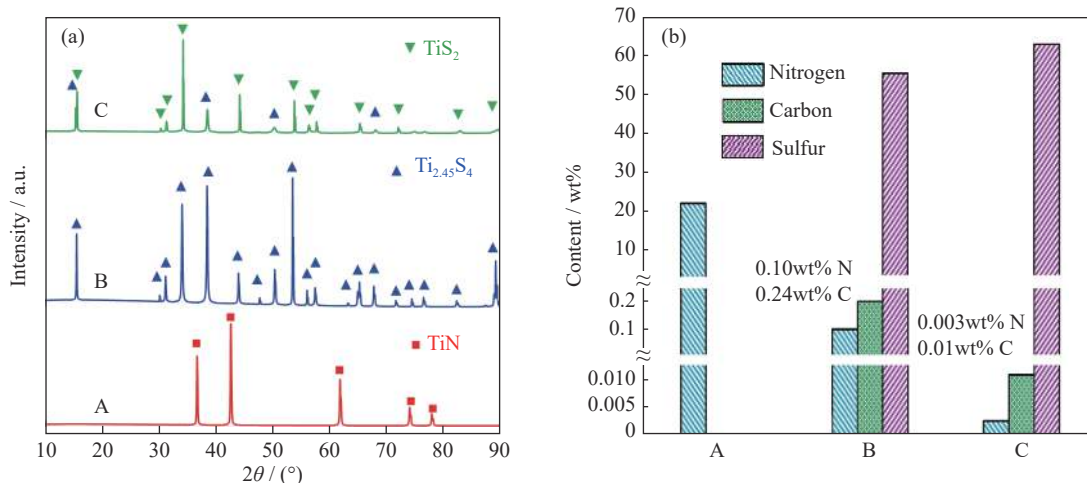 (a)
TiS₂
C
Ti₂.₄₅S₄
B
TiN
A
Intensity / a.u.
10 20 30 40 50 60 70 80 90
2θ / (°)
(b)
Nitrogen
Carbon
Sulfur
0.10wt% N
0.24wt% C
0.003wt% N
0.01wt% C
Content / wt%
70
60
50
40
30
20
10
0.2
0.1
0.010
0.005
0
A B C